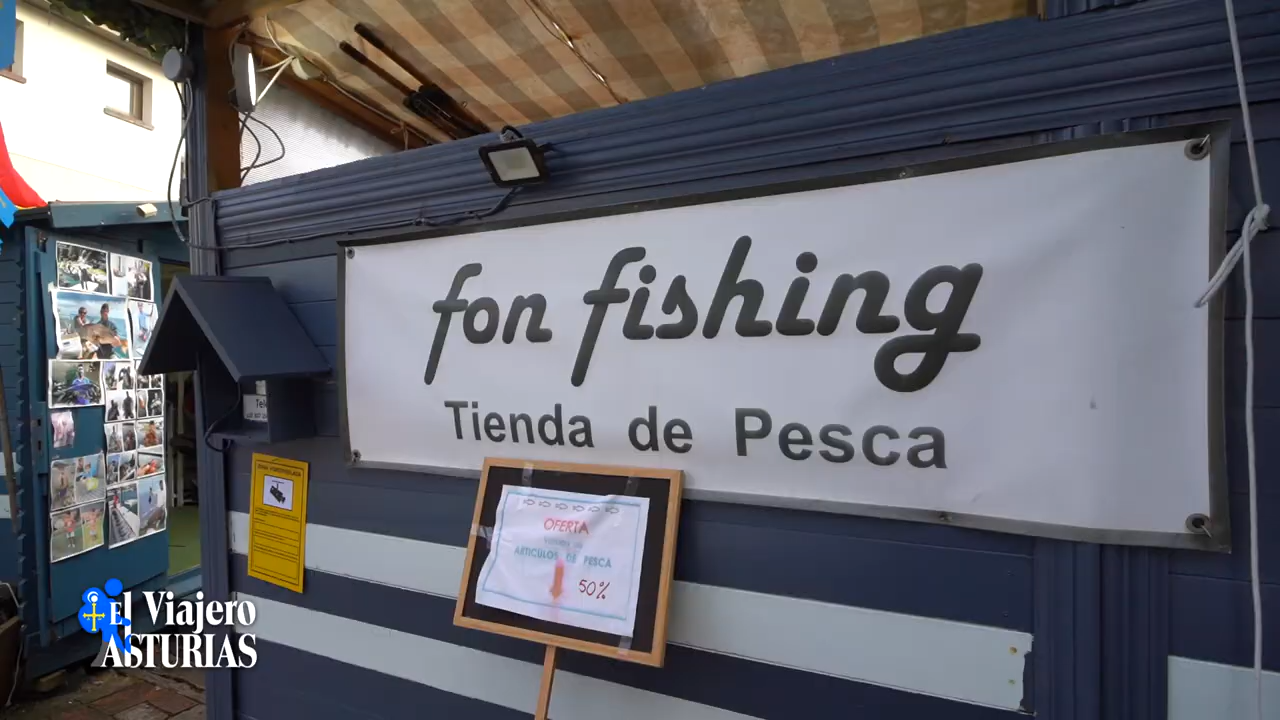 fon fishing
Tienda de Pesca
OFERTA
ARTICULOS DE PESCA
50%
El Viajero
ASTURIAS